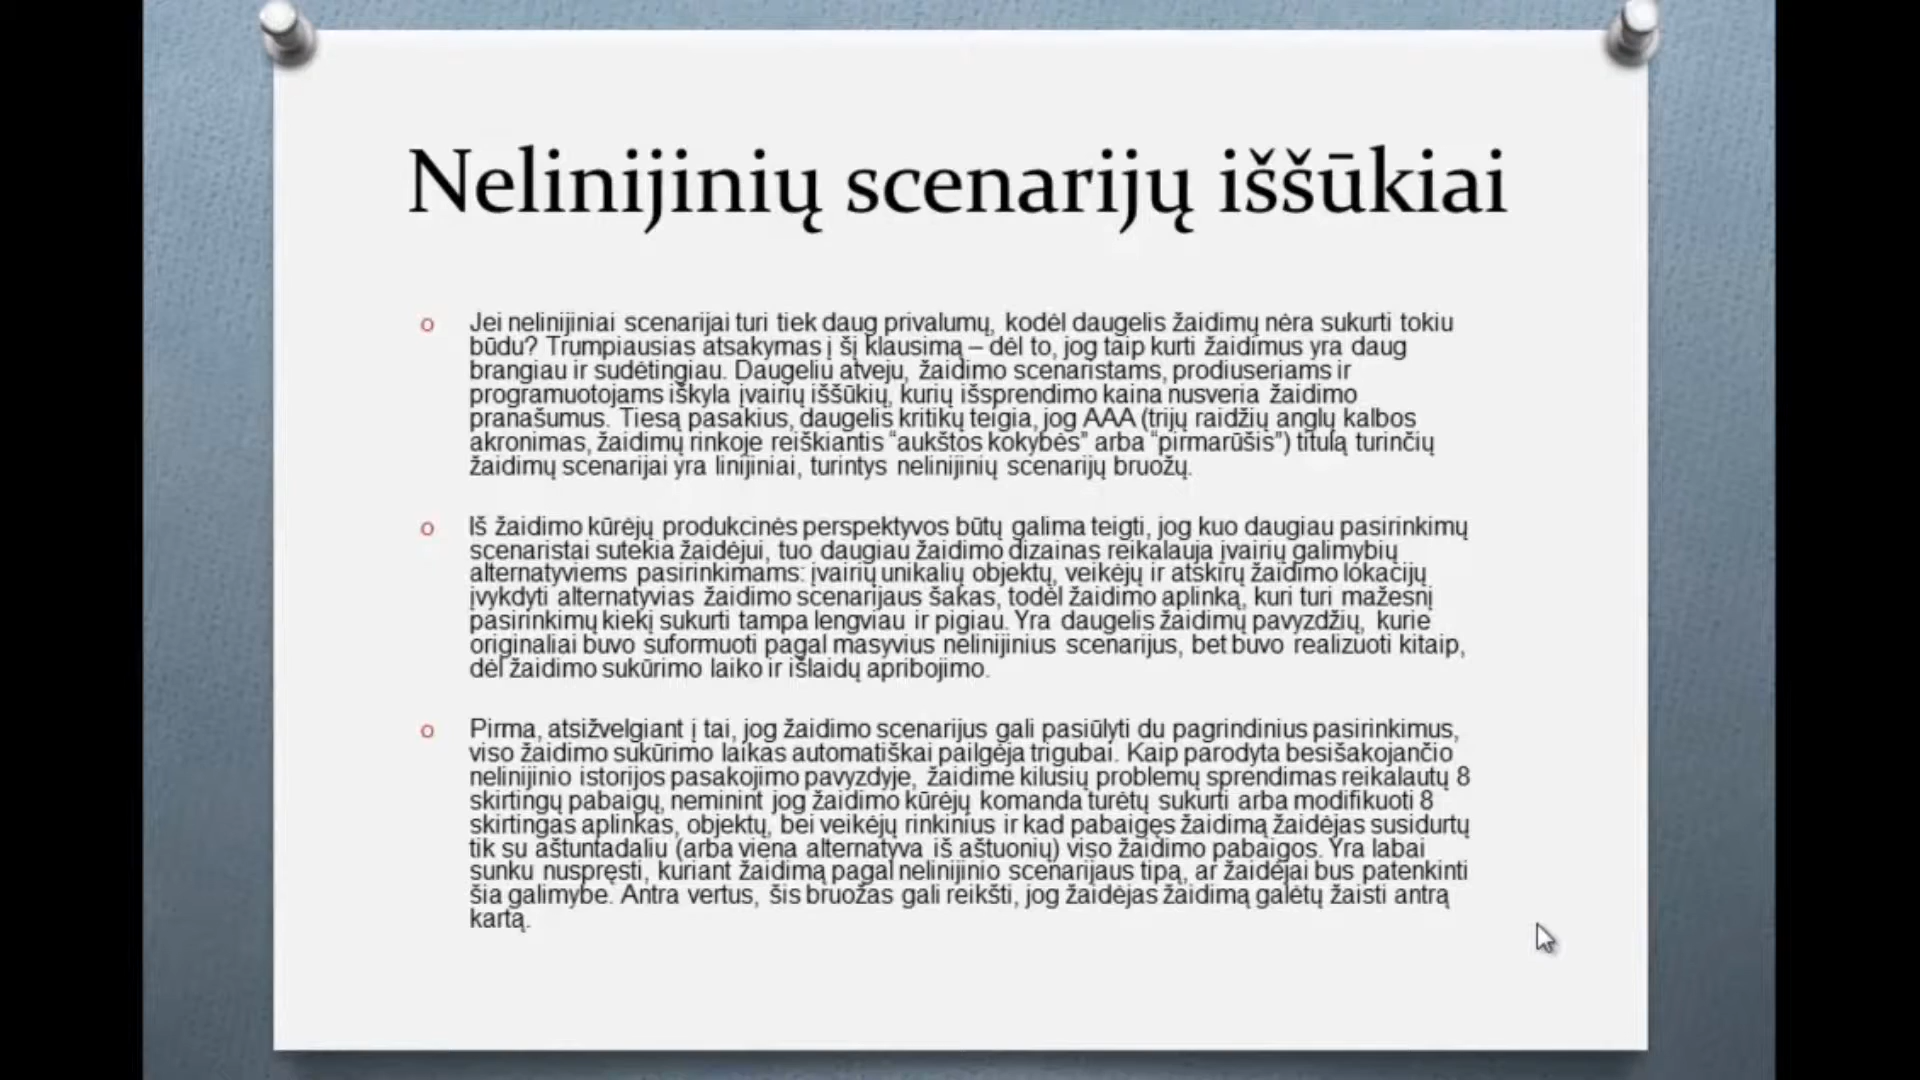 Nelinijinių scenarijų iššūkiai
o Jei nelinijiniai scenarijai turi tiek daug privalumų, kodėl daugelis žaidimų nėra sukurti tokiu
būdu? Trumpiausias atsakymas į šį klausimą – dėl to, jog taip kurti žaidimus yra daug
brangiau ir sudėtingiau. Daugeliu atveju, žaidimo scenaristams, prodiuseriams ir
programuotojams iškyla įvairių iššūkių, kurių išsprendimo kaina nusveria žaidimo
pranašumus. Tiesą pasakius, daugelis kritikų teigia, jog AAA (trijų raidžių anglų kalbos
akronimas, žaidimų rinkoje reiškiantis “aukštos kokybės” arba “pirmarūšis”) titulą turinčių
žaidimų scenarijai yra linijiniai, turintys nelinijinių scenarijų bruožų.
o Iš žaidimo kūrėjų produkcinės perspektyvos būtų galima teigti, jog kuo daugiau pasirinkimų
scenaristai sutekia žaidėjui, tuo daugiau žaidimo dizainas reikalauja įvairių galimybių
alternatyviems pasirinkimams: įvairių unikalių objektų, veikėjų ir atskirų žaidimo lokacijų
įvykdyti alternatyvias žaidimo scenarijaus šakas, todėl žaidimo aplinką, kuri turi mažesnį
pasirinkimų kiekį sukurti tampa lengviau ir pigiau. Yra daugelis žaidimų pavyzdžių, kurie
originaliai buvo suformuoti pagal masyvius nelinijinius scenarijus, bet buvo realizuoti kitaip,
dėl žaidimo sukūrimo laiko ir išlaidų apribojimo.
o Pirma, atsižvelgiant į tai, jog žaidimo scenarijus gali pasiūlyti du pagrindinius pasirinkimus,
viso žaidimo sukūrimo laikas automatiškai pailgėja trigubai. Kaip parodyta besišakojančio
nelinijinio istorijos pasakojimo pavyzdyje, žaidime kilusių problemų sprendimas reikalautų 8
skirtingų pabaigų, neminint jog žaidimo kūrėjų komanda turėtų sukurti arba modifikuoti 8
skirtingas aplinkas, objektų, bei veikėjų rinkinius ir kad pabaigęs žaidimą žaidėjas susidurtų
tik su aštuntadaliu (arba viena alternatyva iš aštuonių) viso žaidimo pabaigos. Yra labai
sunku nuspręsti, kuriant žaidimą pagal nelinijinio scenarijaus tipą, ar žaidėjai bus patenkinti
šia galimybe. Antra vertus, šis bruožas gali reikšti, jog žaidėjas žaidimą galėtų žaisti antrą
kartą.